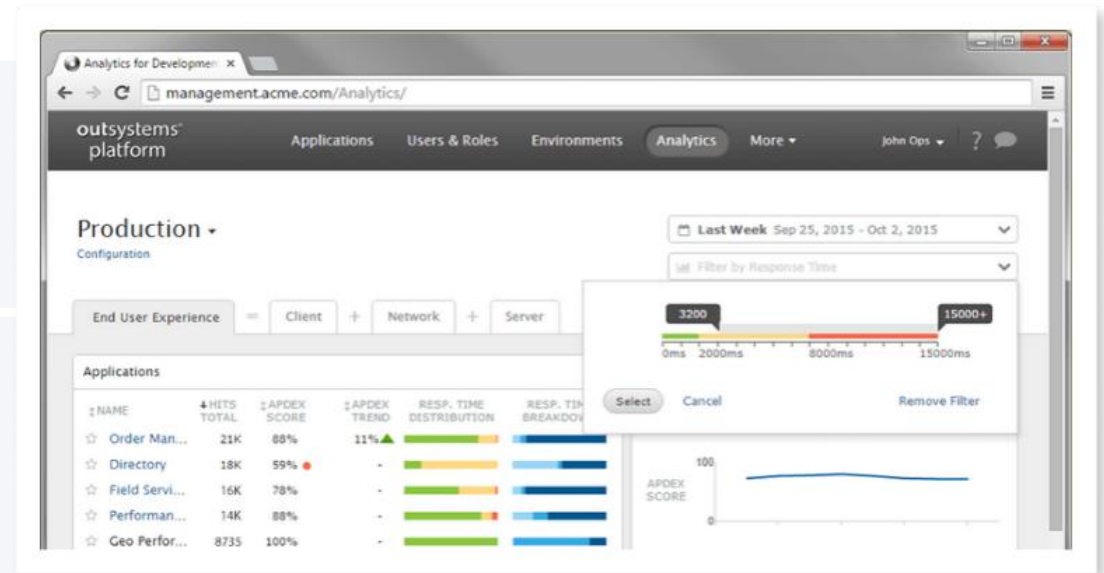 Analytics for Developmen
management.acme.com/Analytics/
outsystems
platform
Applications Users & Roles Environments Analytics More John Ops ?
Production
Configuration
Last Week Sep 25, 2015 - Oct 2, 2015
Filter by Response Time
End User Experience = Client + Network + Server
3200 15000+
0ms 2000ms 8000ms 15000ms
Select Cancel Remove Filter
Applications
NAME HITS TOTAL APDEX SCORE APDEX TREND RESP. TIME DISTRIBUTION RESP. TIM BREAKDOW
Order Man... 21K 88% 11%
Directory 18K 59% -
Field Servi... 16K 78% -
Performan... 14K 88% -
Geo Perfor... 8735 100% -
100
APDEX
SCORE
0